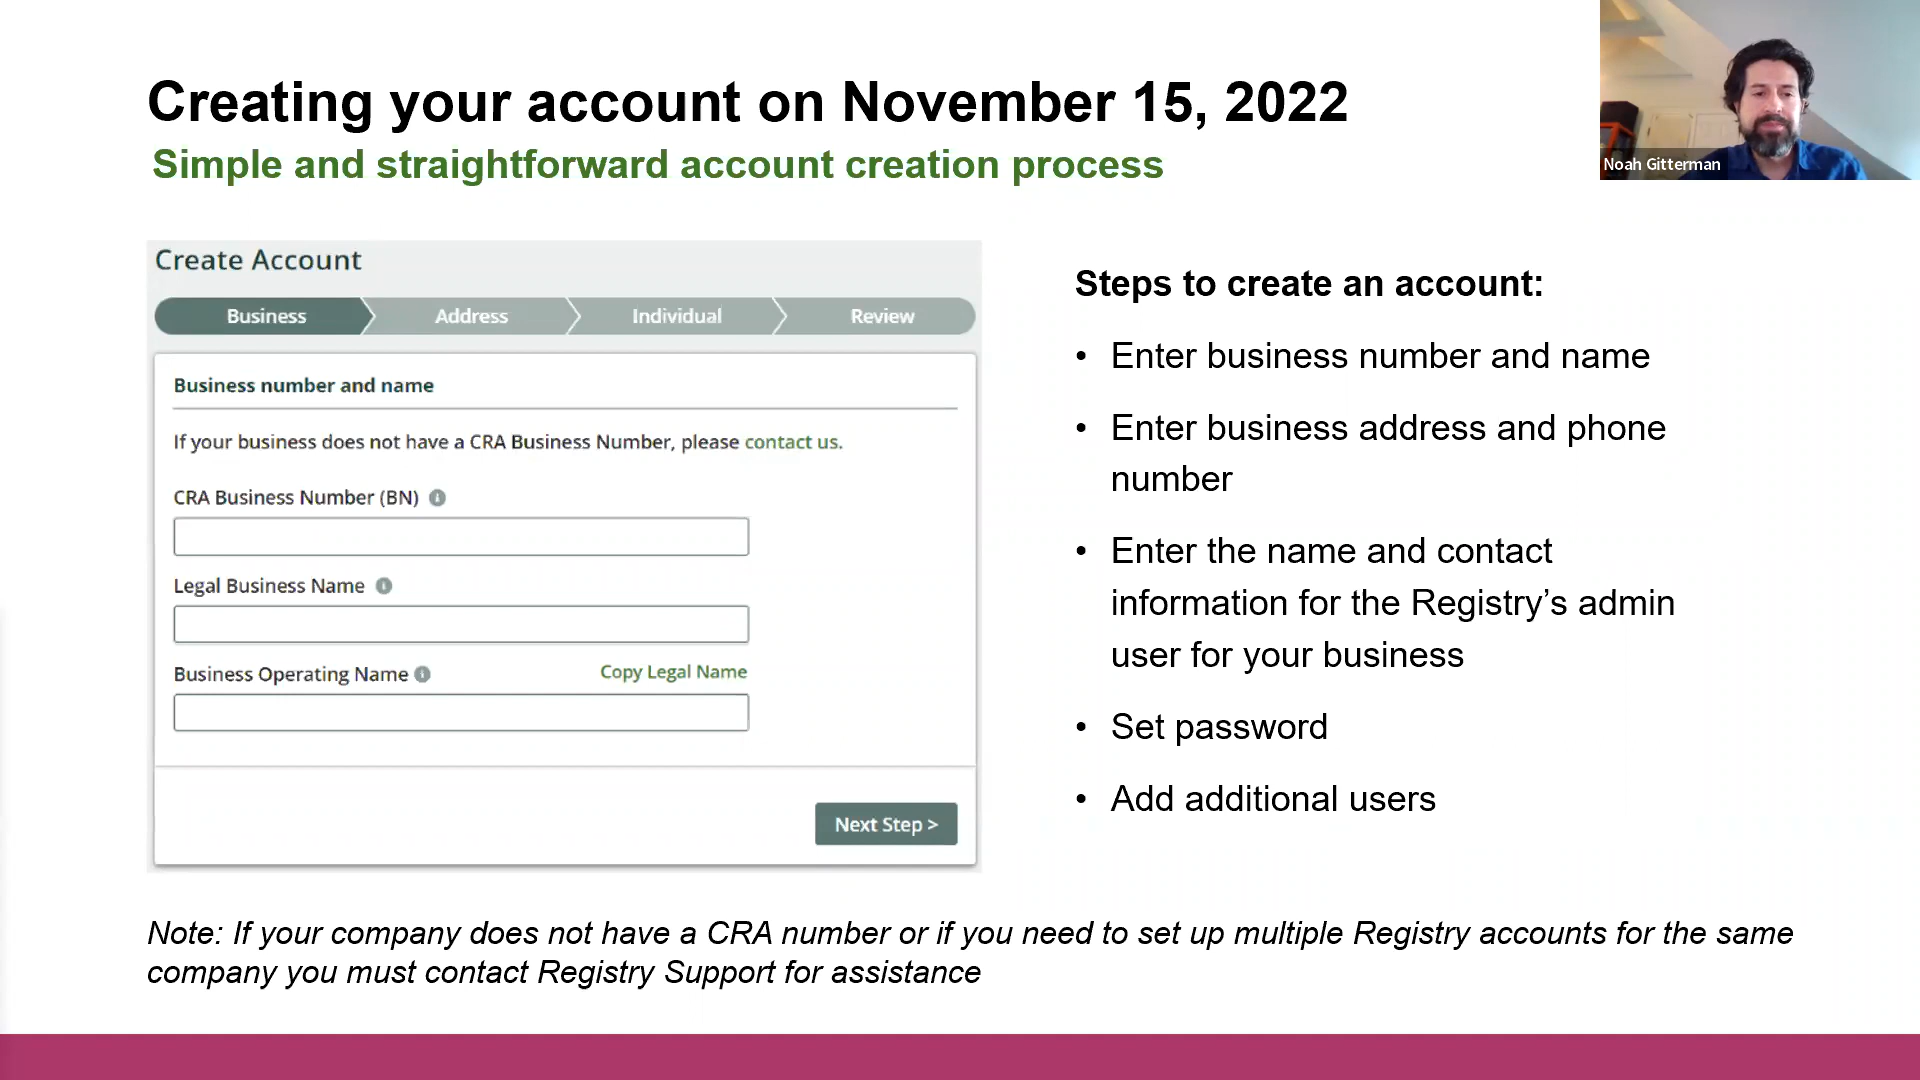 Creating your account on November 15, 2022
Simple and straightforward account creation process
Noah Gitterman
Create Account
Business
Address
Individual
Review
Business number and name
If your business does not have a CRA Business Number, please contact us.
CRA Business Number (BN)
Legal Business Name
Business Operating Name
Copy Legal Name
Next Step >
Steps to create an account:
• Enter business number and name
• Enter business address and phone
number
• Enter the name and contact
information for the Registry’s admin
user for your business
• Set password
• Add additional users
Note: If your company does not have a CRA number or if you need to set up multiple Registry accounts for the same
company you must contact Registry Support for assistance